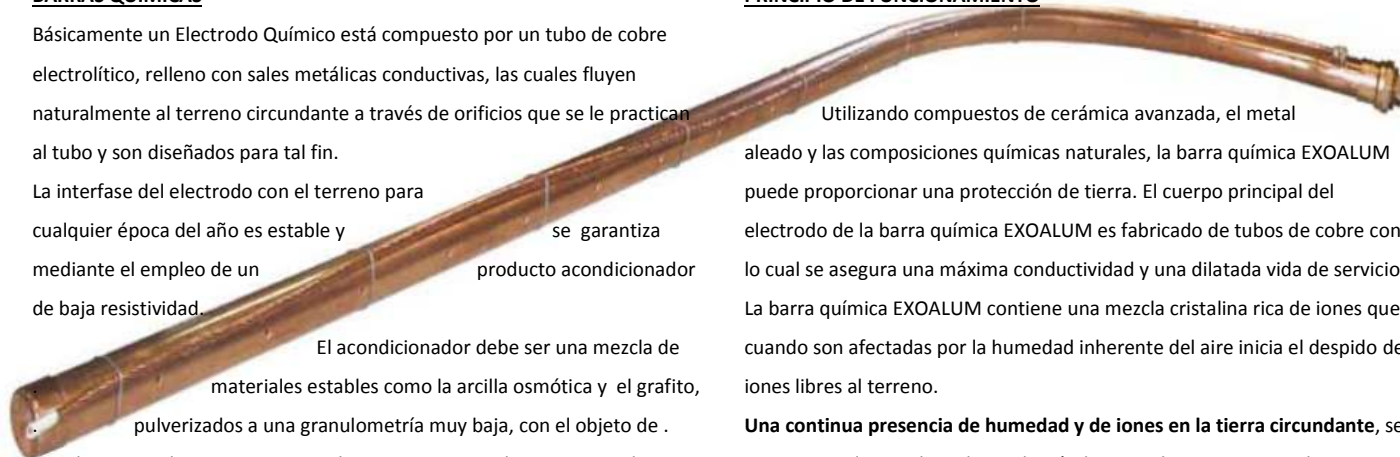 BARRAS QUIMICAS
Básicamente un Electrodo Químico está compuesto por un tubo de cobre
electrolítico, relleno con sales metálicas conductivas, las cuales fluyen
naturalmente al terreno circundante a través de orificios que se le practican
al tubo y son diseñados para tal fin.
La interfase del electrodo con el terreno para
cualquier época del año es estable y se garantiza
mediante el empleo de un producto acondicionador
de baja resistividad.
El acondicionador debe ser una mezcla de
. materiales estables como la arcilla osmótica y el grafito,
. pulverizados a una granulometría muy baja, con el objeto de .
PRINCIPIO DE FUNCIONAMIENTO
Utilizando compuestos de cerámica avanzada, el metal
aleado y las composiciones químicas naturales, la barra química EXOALUM
puede proporcionar una protección de tierra. El cuerpo principal del
electrodo de la barra química EXOALUM es fabricado de tubos de cobre con
lo cual se asegura una máxima conductividad y una dilatada vida de servicio
La barra química EXOALUM contiene una mezcla cristalina rica de iones que
cuando son afectadas por la humedad inherente del aire inicia el despido de
iones libres al terreno.
Una continua presencia de humedad y de iones en la tierra circundante, se